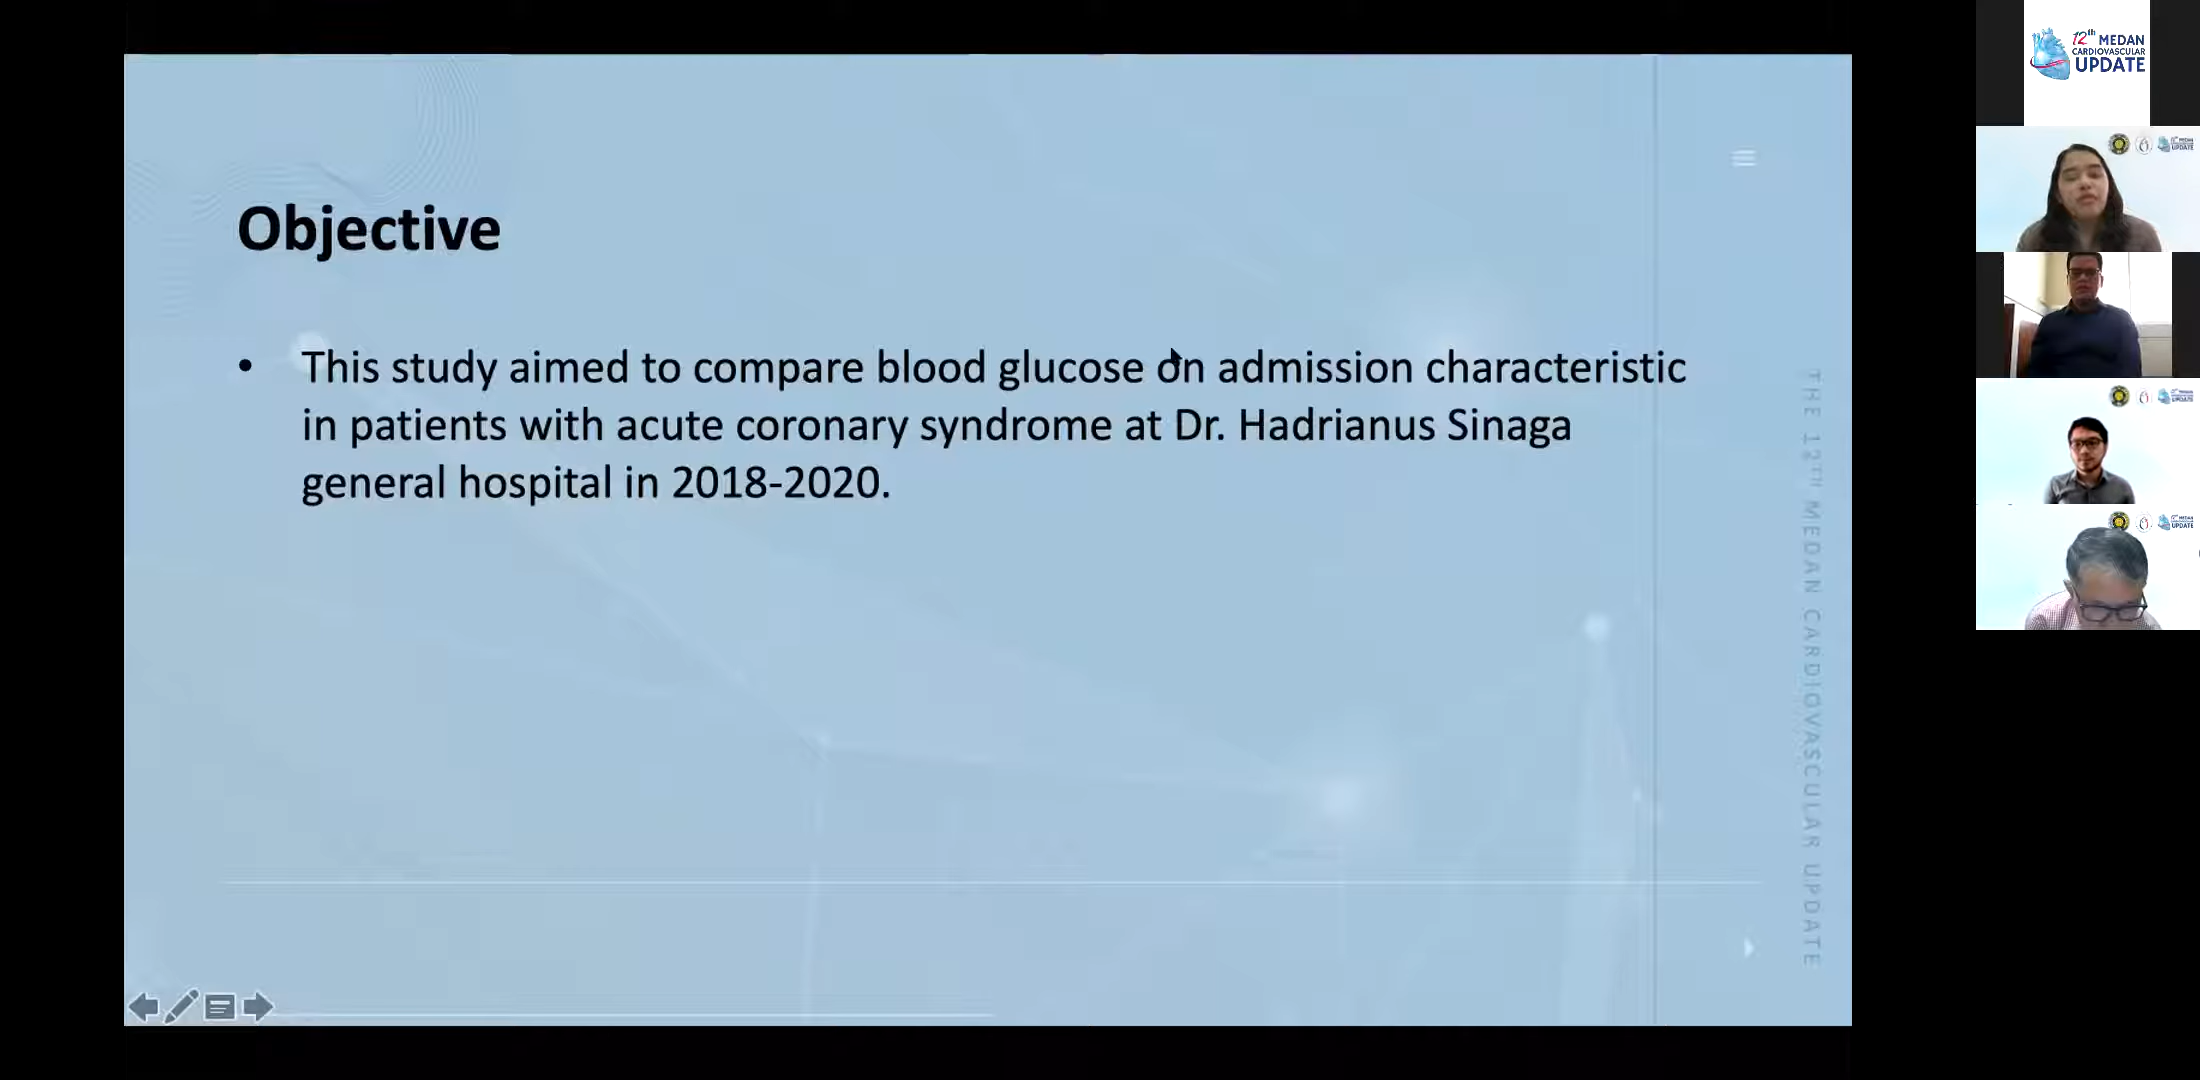 Objective
• This study aimed to compare blood glucose on admission characteristic
in patients with acute coronary syndrome at Dr. Hadrianus Sinaga
general hospital in 2018-2020.
THE 12TH MEDAN CARDIOVASCULAR UPDATE
12th MEDAN
CARDIOVASCULAR
UPDATE